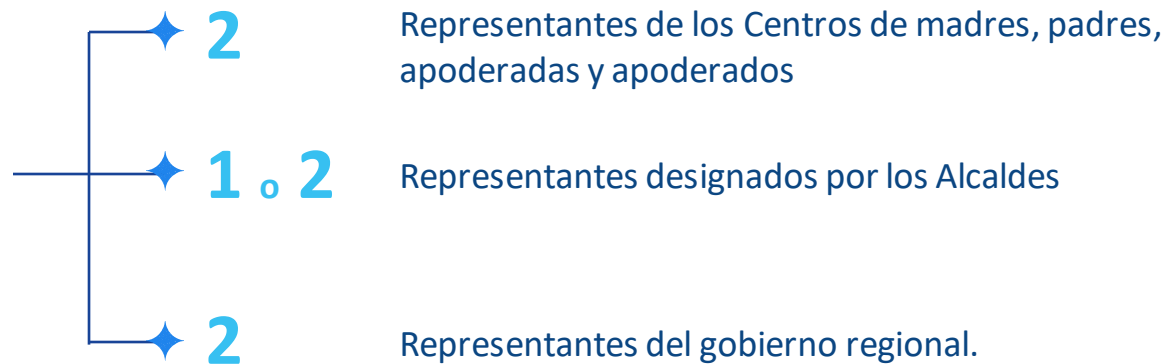 2 Representantes de los Centros de madres, padres,
apoderadas y apoderados
1 o 2 Representantes designados por los Alcaldes
2 Representantes del gobierno regional.